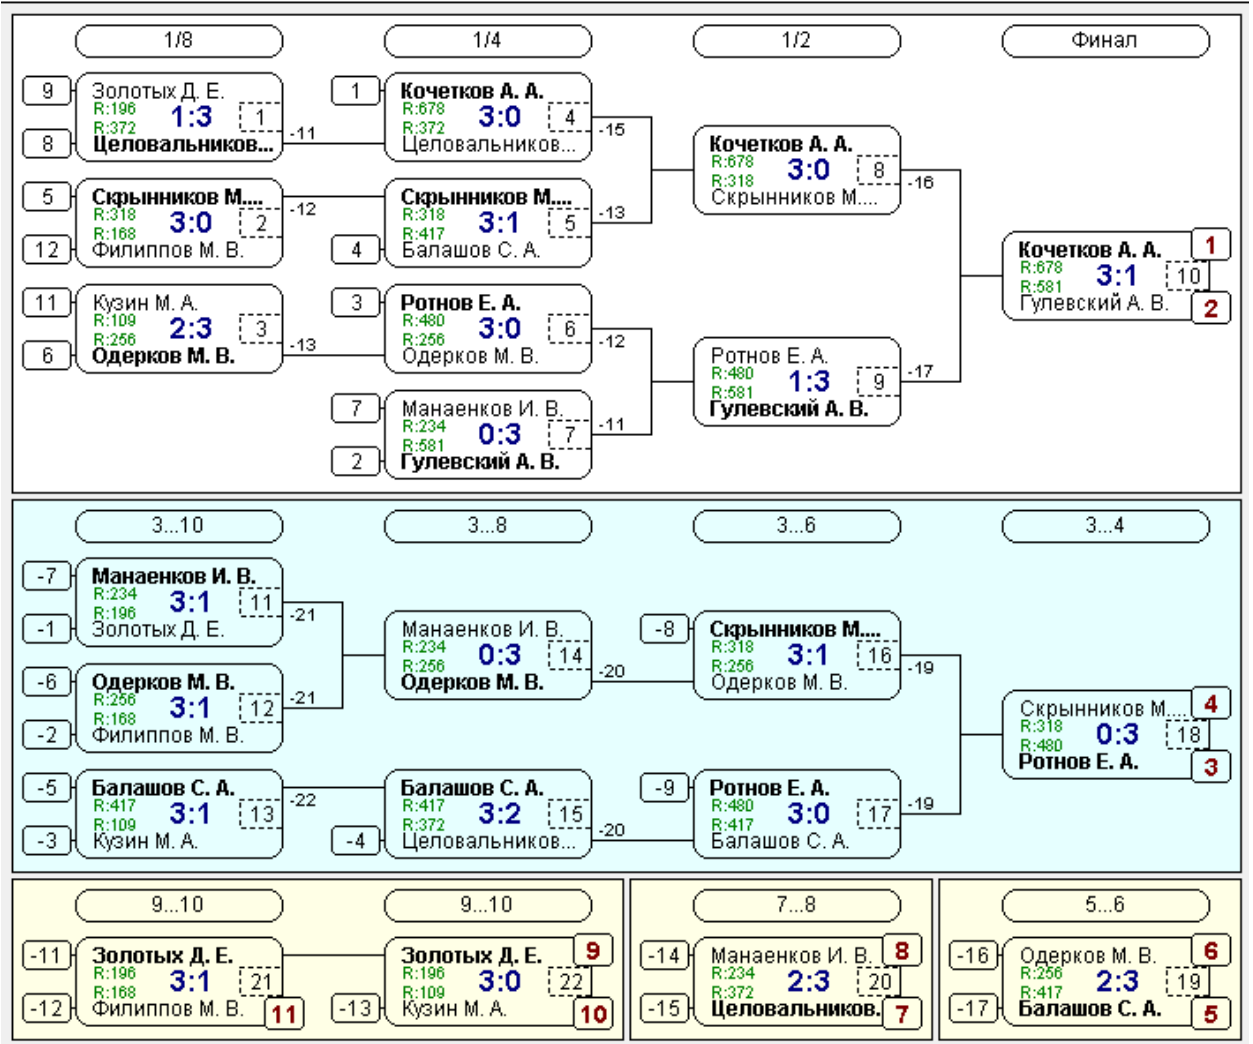 1/8
1/4
1/2
Финал
9
Золотых Д. Е.
R:196
1:3
1
R:372
8
Целовальников...
-11
1
Кочетков А. А.
R:678
3:0
4
R:372
Целовальников...
-15
5
Скрынников М....
R:318
3:0
2
R:168
12
Филиппов М. В.
-12
Скрынников М....
R:318
3:1
5
R:417
4
Балашов С. А.
-13
Кочетков А. А.
R:678
3:0
8
R:318
Скрынников М....
-16
11
Кузин М. А.
R:109
2:3
3
R:256
6
Одерков М. В.
-13
3
Ротнов Е. А.
R:480
3:0
6
R:256
Одерков М. В.
-12
7
Манаенков И. В.
R:234
0:3
7
R:581
2
Гулевский А. В.
-11
Ротнов Е. А.
R:480
1:3
9
R:581
Гулевский А. В.
-17
Кочетков А. А.
1
R:678
3:1
10
R:581
Гулевский А. В.
2
3...10
3...8
3...6
3...4
-7
Манаенков И. В.
R:234
3:1
11
R:196
-1
Золотых Д. Е.
-21
-6
Одерков М. В.
R:256
3:1
12
R:168
-2
Филиппов М. В.
-21
Манаенков И. В.
R:234
0:3
14
R:256
Одерков М. В.
-20
-8
Скрынников М....
R:318
3:1
16
R:256
Одерков М. В.
-19
-5
Балашов С. А.
R:417
3:1
13
R:109
-3
Кузин М. А.
-22
Балашов С. А.
R:417
3:2
15
R:372
-4
Целовальников...
-20
-9
Ротнов Е. А.
R:480
3:0
17
R:417
Балашов С. А.
-19
Скрынников М....
4
R:318
0:3
18
R:480
Ротнов Е. А.
3
9...10
9...10
7...8
5...6
-11
Золотых Д. Е.
R:196
3:1
21
R:168
-12
Филиппов М. В.
11
Золотых Д. Е.
9
R:196
3:0
22
R:109
-13
Кузин М. А.
10
-14
Манаенков И. В.
8
R:234
2:3
20
R:372
-15
Целовальников.
7
-16
Одерков М. В.
6
R:256
2:3
19
R:417
-17
Балашов С. А.
5